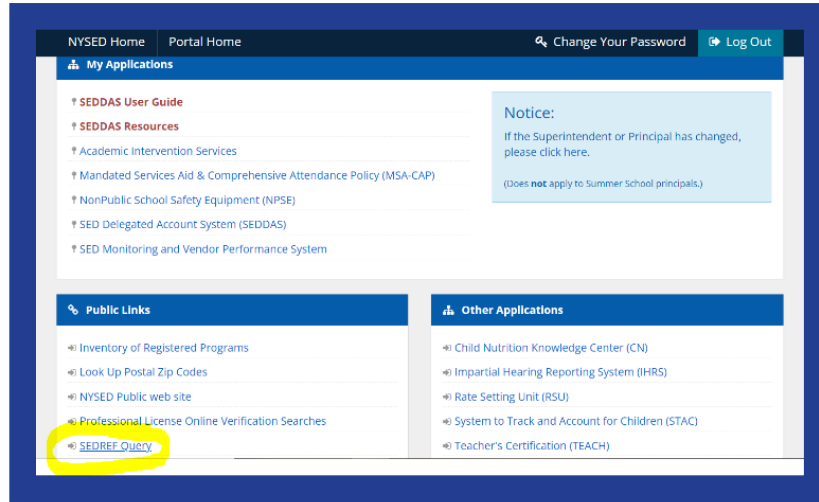 NYSED Home Portal Home Change Your Password Log Out
My Applications
SEDDAS User Guide
SEDDAS Resources
Academic Intervention Services
Mandated Services Aid & Comprehensive Attendance Policy (MSA-CAP)
NonPublic School Safety Equipment (NPSE)
SED Delegated Account System (SEDDAS)
SED Monitoring and Vendor Performance System
Notice:
If the Superintendent or Principal has changed,
please click here.
(Does not apply to Summer School principals.)
Public Links
Inventory of Registered Programs
Look Up Postal Zip Codes
NYSED Public web site
Professional License Online Verification Searches
SEDREF Query
Other Applications
Child Nutrition Knowledge Center (CN)
Impartial Hearing Reporting System (IHRS)
Rate Setting Unit (RSU)
System to Track and Account for Children (STAC)
Teacher's Certification (TEACH)